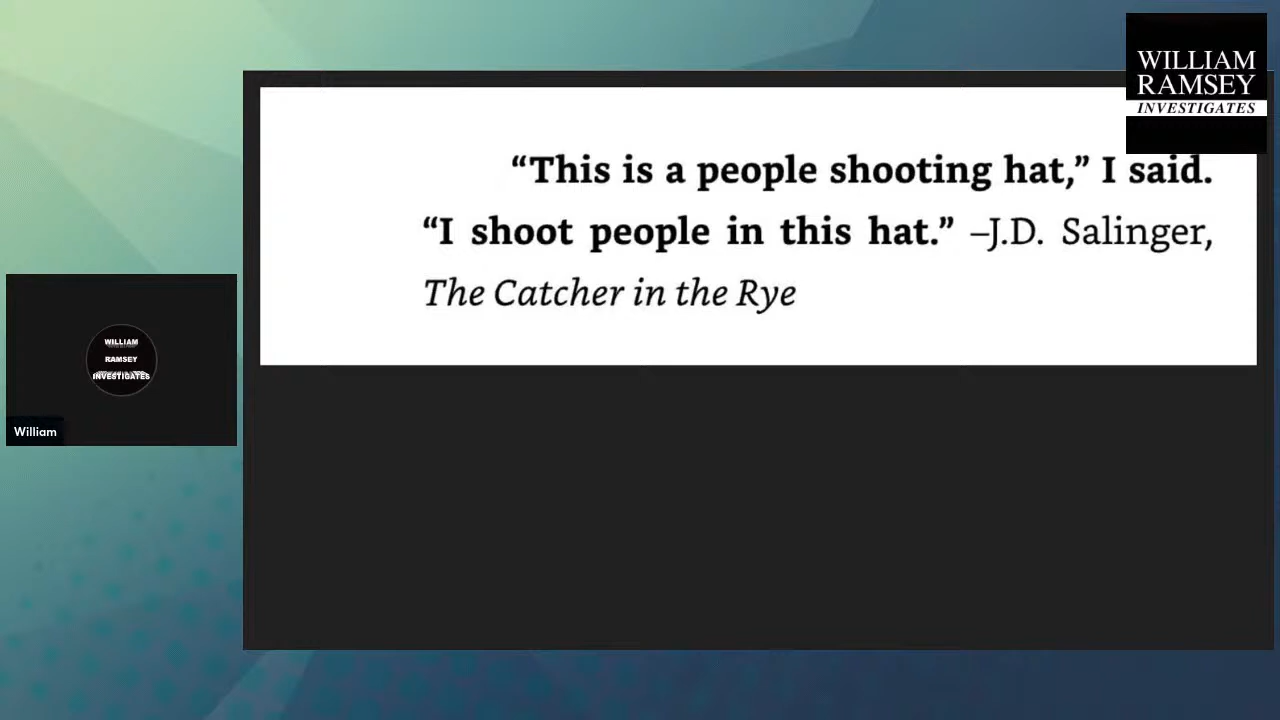 WILLIAM
RAMSEY
INVESTIGATES
“This is a people shooting hat,” I said.
“I shoot people in this hat.” –J.D. Salinger,
The Catcher in the Rye
WILLIAM
RAMSEY
INVESTIGATES
William